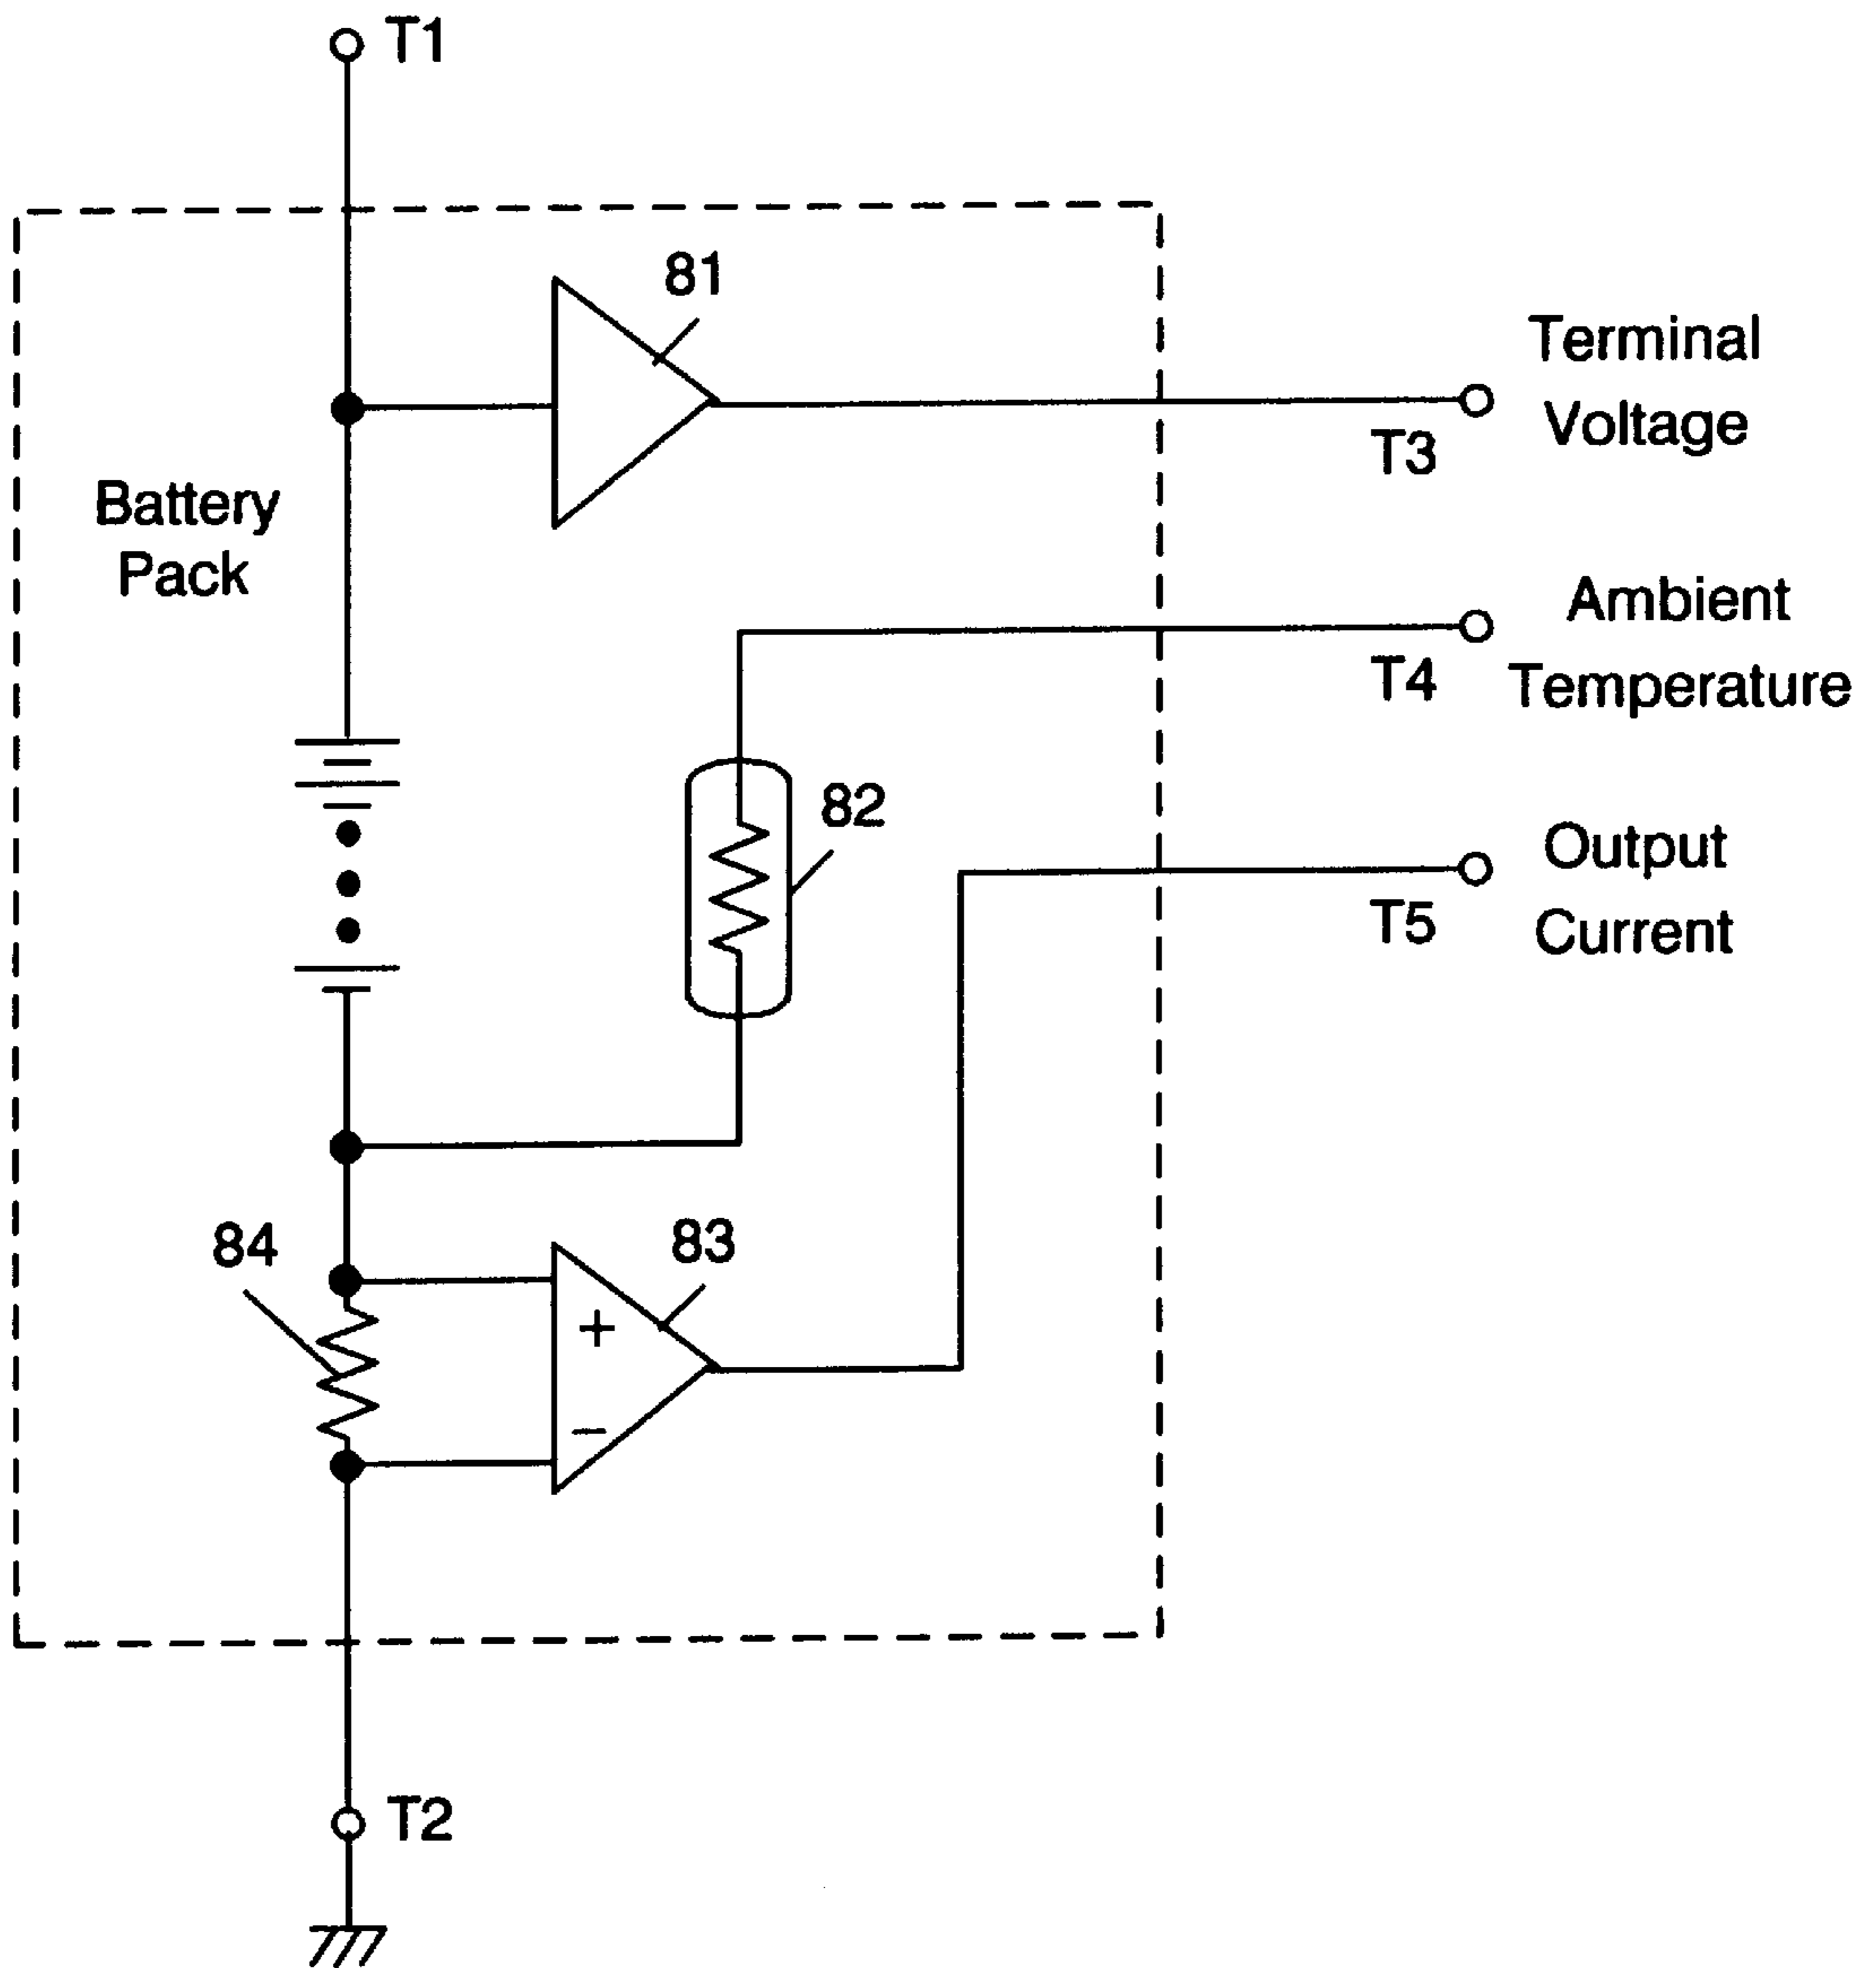 T1
81
Terminal
Voltage
T3
Battery
Pack
Ambient
Temperature
T4
82
Output
Current
T5
84
83
+
−
T2